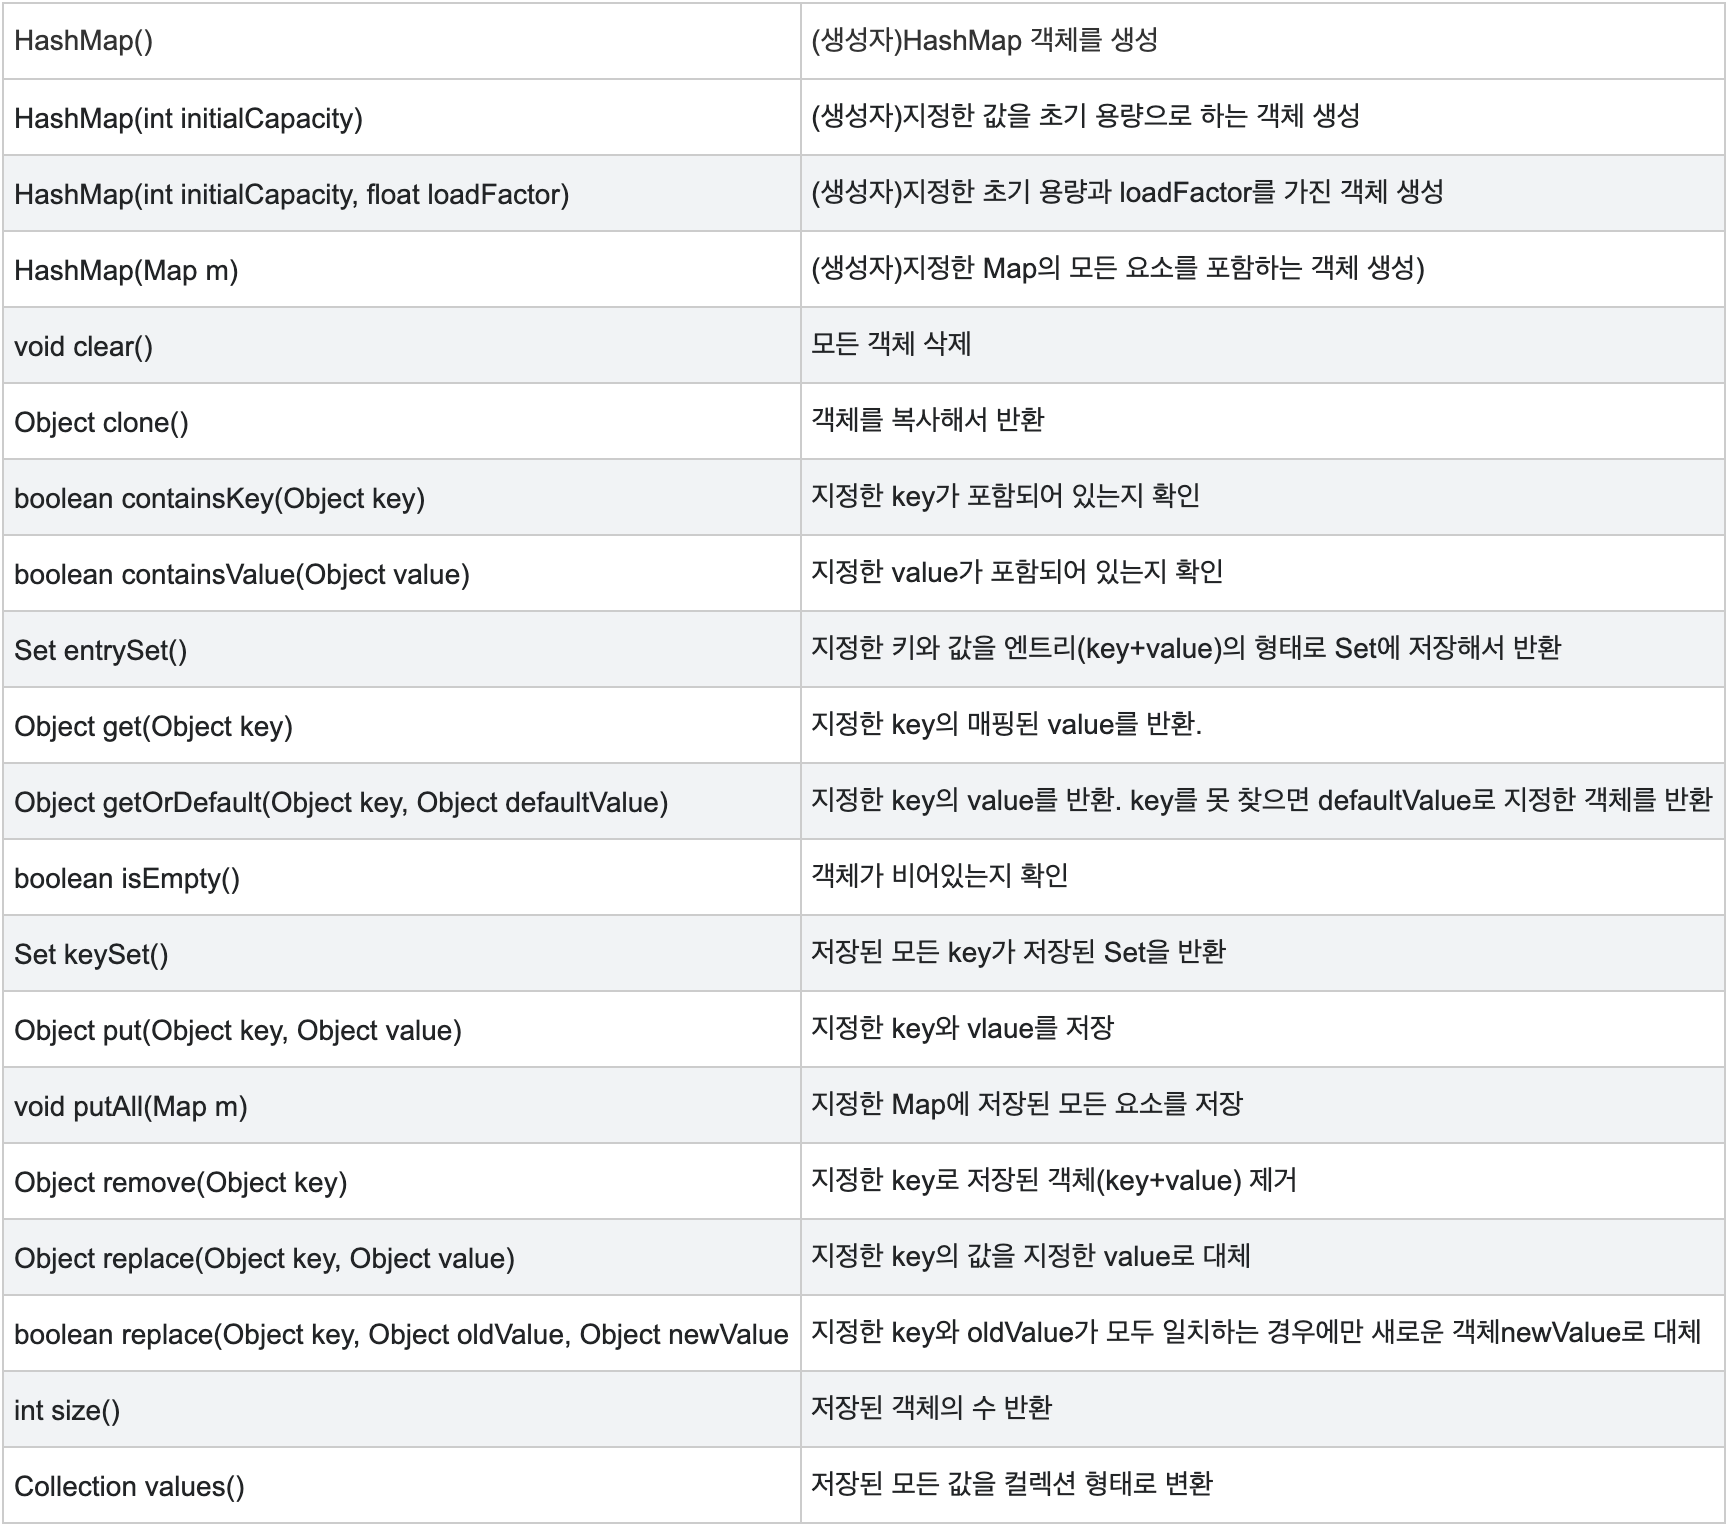 HashMap() (생성자)HashMap 객체를 생성
HashMap(int initialCapacity) (생성자)지정한 값을 초기 용량으로 하는 객체 생성
HashMap(int initialCapacity, float loadFactor) (생성자)지정한 초기 용량과 loadFactor를 가진 객체 생성
HashMap(Map m) (생성자)지정한 Map의 모든 요소를 포함하는 객체 생성)
void clear() 모든 객체 삭제
Object clone() 객체를 복사해서 반환
boolean containsKey(Object key) 지정한 key가 포함되어 있는지 확인
boolean containsValue(Object value) 지정한 value가 포함되어 있는지 확인
Set entrySet() 지정한 키와 값을 엔트리(key+value)의 형태로 Set에 저장해서 반환
Object get(Object key) 지정한 key의 매핑된 value를 반환.
Object getOrDefault(Object key, Object defaultValue) 지정한 key의 value를 반환. key를 못 찾으면 defaultValue로 지정한 객체를 반환
boolean isEmpty() 객체가 비어있는지 확인
Set keySet() 저장된 모든 key가 저장된 Set을 반환
Object put(Object key, Object value) 지정한 key와 vlaue를 저장
void putAll(Map m) 지정한 Map에 저장된 모든 요소를 저장
Object remove(Object key) 지정한 key로 저장된 객체(key+value) 제거
Object replace(Object key, Object value) 지정한 key의 값을 지정한 value로 대체
boolean replace(Object key, Object oldValue, Object newValue 지정한 key와 oldValue가 모두 일치하는 경우에만 새로운 객체newValue로 대체
int size() 저장된 객체의 수 반환
Collection values() 저장된 모든 값을 컬렉션 형태로 변환